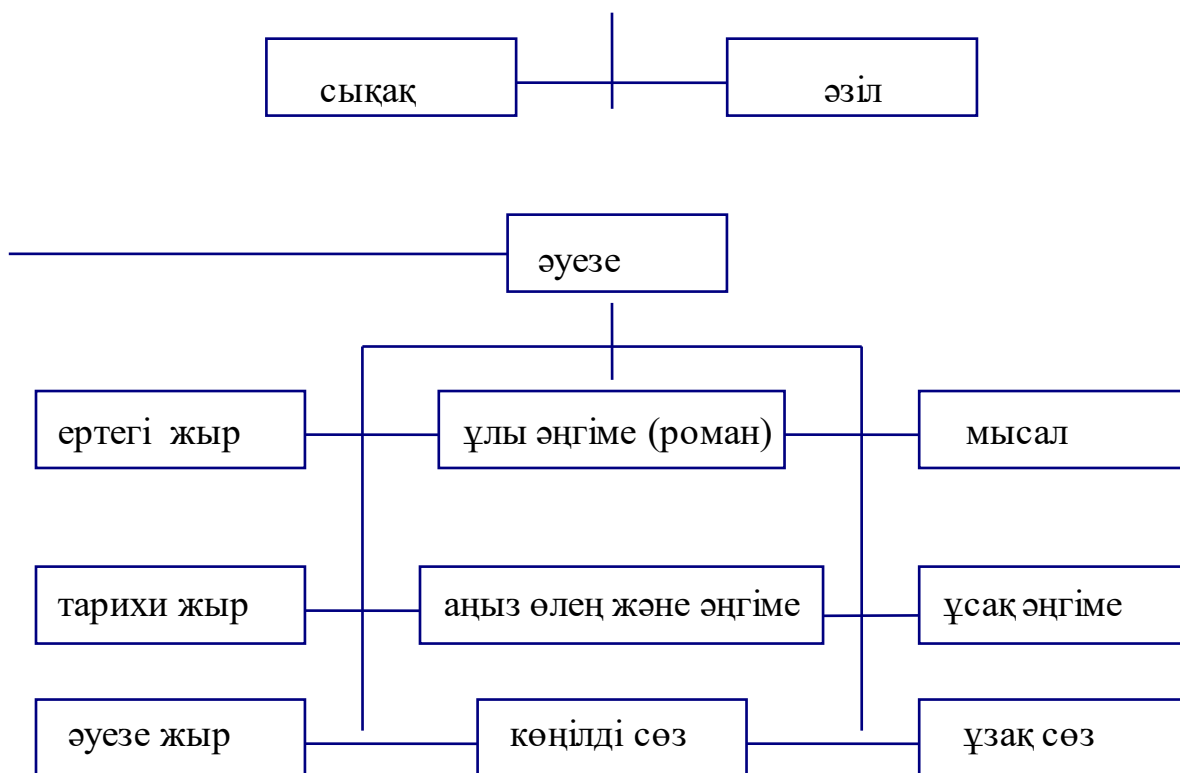 сықақ
әзіл
әуезе
ертегі жыр
ұлы әңгіме (роман)
мысал
тарихи жыр
аңыз өлең және әңгіме
ұсақ әңгіме
әуезе жыр
көңілді сөз
ұзақ сөз